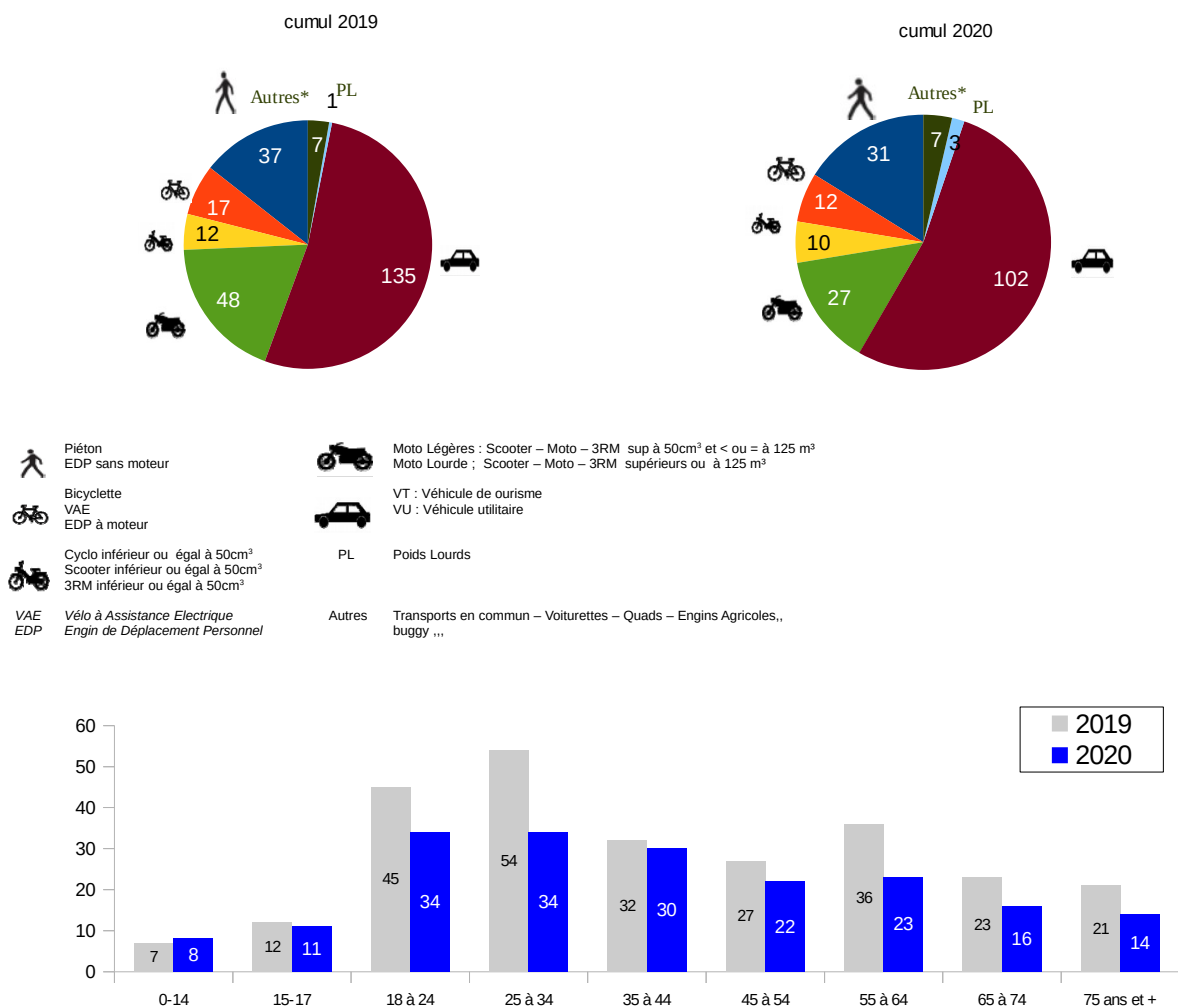 cumul 2019
cumul 2020
Autres*
1
PL
7
37
17
12
48
135
Autres*
PL
7
3
31
12
10
27
102
Piéton
EDP sans moteur
Moto Légères : Scooter – Moto – 3RM  sup à 50cm³ et < ou = à 125 m³
Moto Lourde ;  Scooter – Moto – 3RM  supérieurs ou  à 125 m³
Bicyclette
VAE
EDP à moteur
VT : Véhicule de ourisme
VU : Véhicule utilitaire
Cyclo inférieur ou  égal à 50cm³
Scooter inférieur ou égal à 50cm³
3RM inférieur ou égal à 50cm³
PL Poids Lourds
VAE Vélo à Assistance Electrique
EDP Engin de Déplacement Personnel
Autres Transports en commun – Voiturettes – Quads – Engins Agricoles,,
buggy ,,,
2019
2020
60
50
40
30
20
10
0
7 8 12 11 45 34 54 34 32 30 27 22 36 23 23 16 21 14
0-14 15-17 18 à 24 25 à 34 35 à 44 45 à 54 55 à 64 65 à 74 75 ans et +